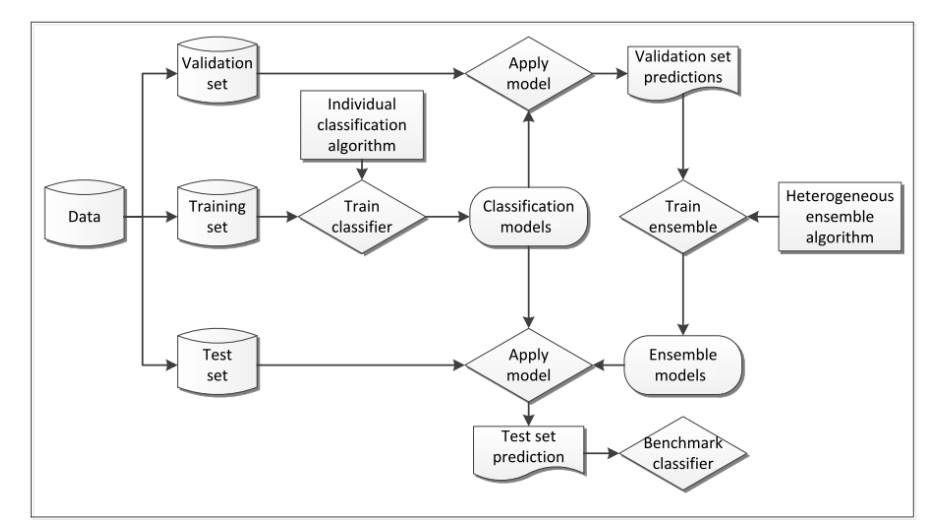 Validation
set
Apply
model
Validation set
predictions
Individual
classification
algorithm
Data
Training
set
Train
classifier
Classification
models
Train
ensemble
Heterogeneous
ensemble
algorithm
Test
set
Apply
model
Ensemble
models
Test set
prediction
Benchmark
classifier